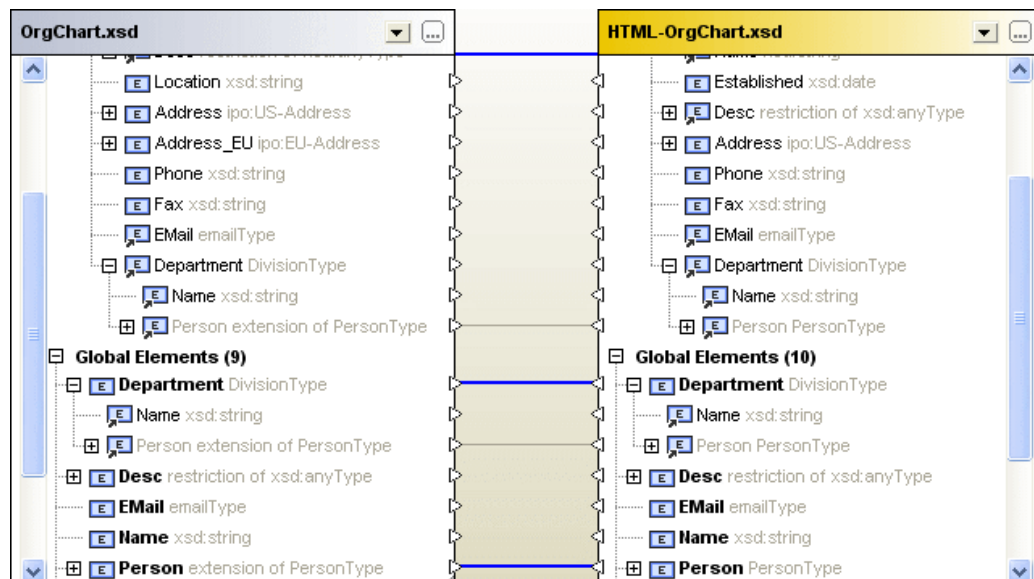 OrgChart.xsd
Location xsd:string
Address ipo:US-Address
Address_EU ipo:EU-Address
Phone xsd:string
Fax xsd:string
EMail emailType
Department DivisionType
Name xsd:string
Person extension of PersonType
Global Elements (9)
Department DivisionType
Name xsd:string
Person extension of PersonType
Desc restriction of xsd:anyType
EMail emailType
Name xsd:string
Person extension of PersonType
HTML-OrgChart.xsd
Established xsd:date
Desc restriction of xsd:anyType
Address ipo:US-Address
Phone xsd:string
Fax xsd:string
EMail emailType
Department DivisionType
Name xsd:string
Person PersonType
Global Elements (10)
Department DivisionType
Name xsd:string
Person PersonType
Desc restriction of xsd:anyType
EMail emailType
Name xsd:string
Person PersonType